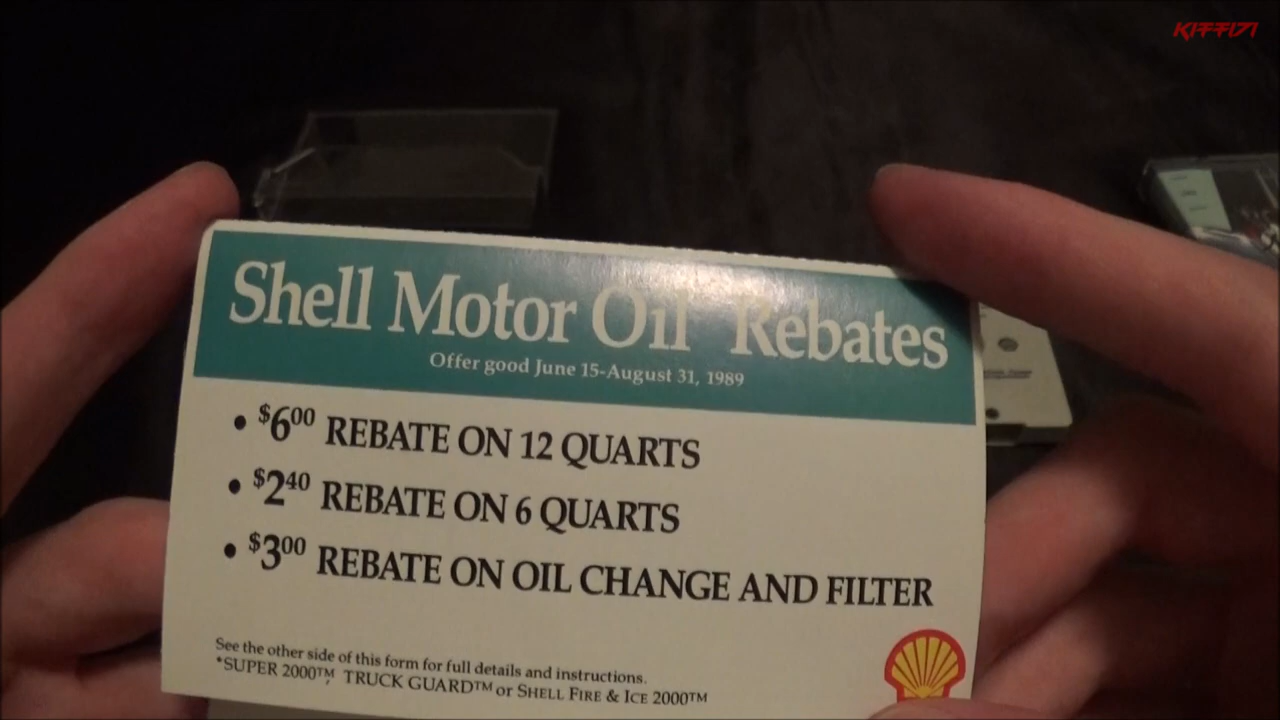 KIFFI71
Shell Motor Oil Rebates
Offer good June 15-August 31, 1989
• $600 REBATE ON 12 QUARTS
• $240 REBATE ON 6 QUARTS
• $300 REBATE ON OIL CHANGE AND FILTER
See the other side of this form for full details and instructions.
*SUPER 2000™, TRUCK GUARD™ or SHELL FIRE & ICE 2000™